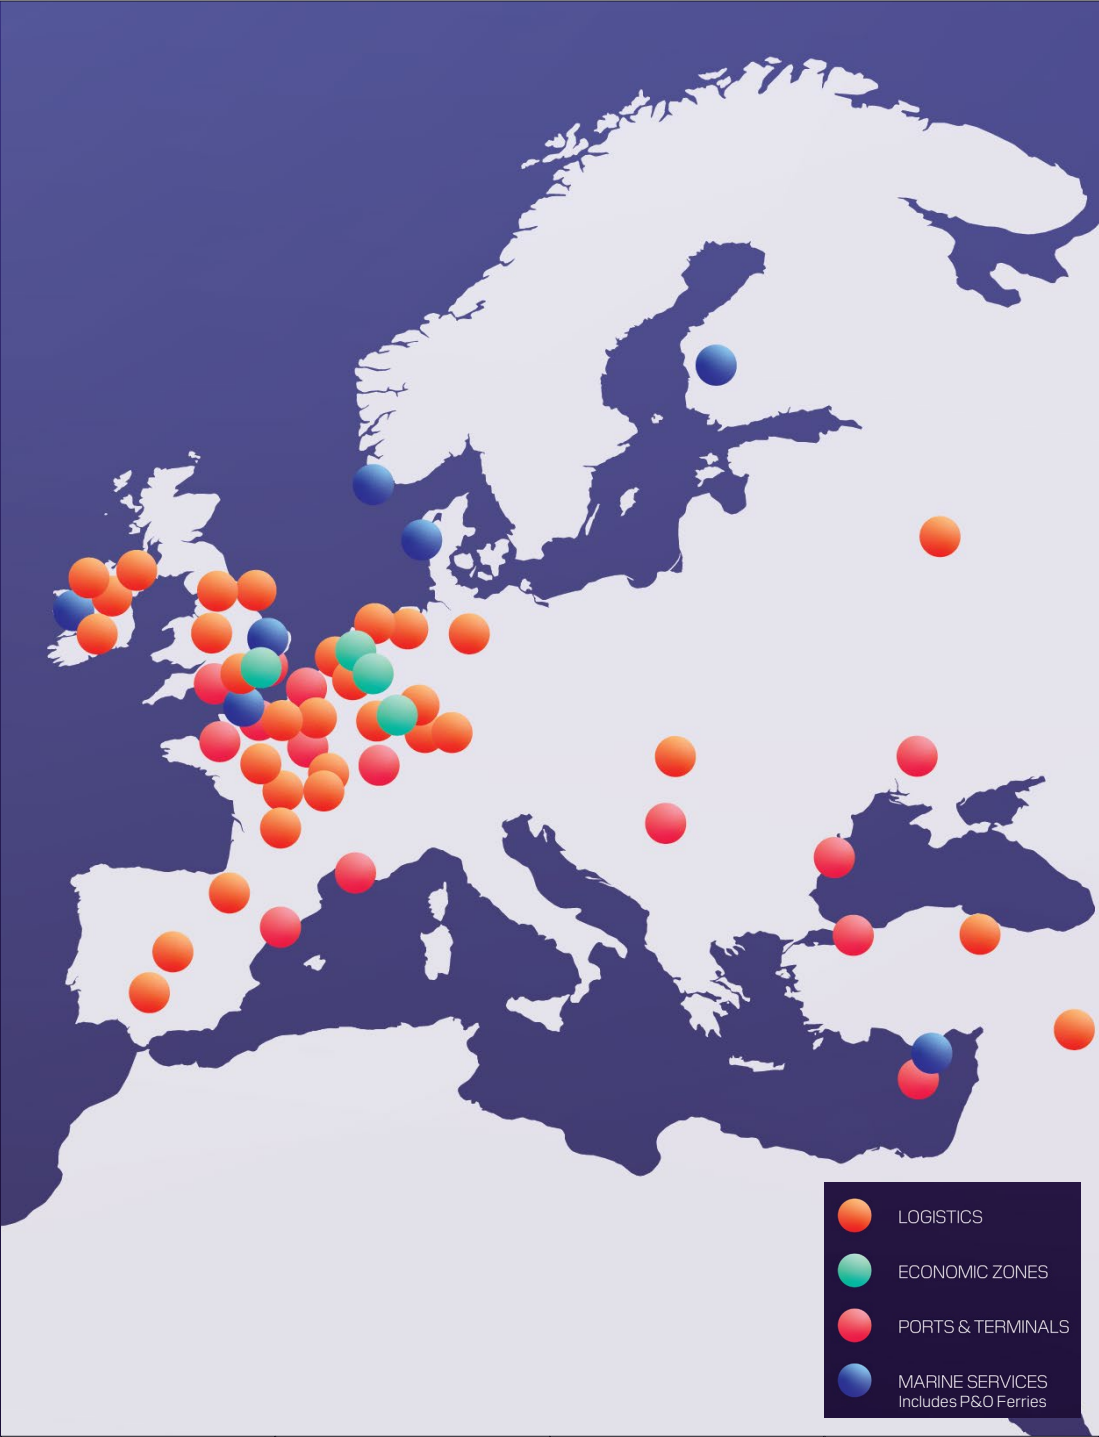 LOGISTICS
ECONOMIC ZONES
PORTS & TERMINALS
MARINE SERVICES
Includes P&O Ferries